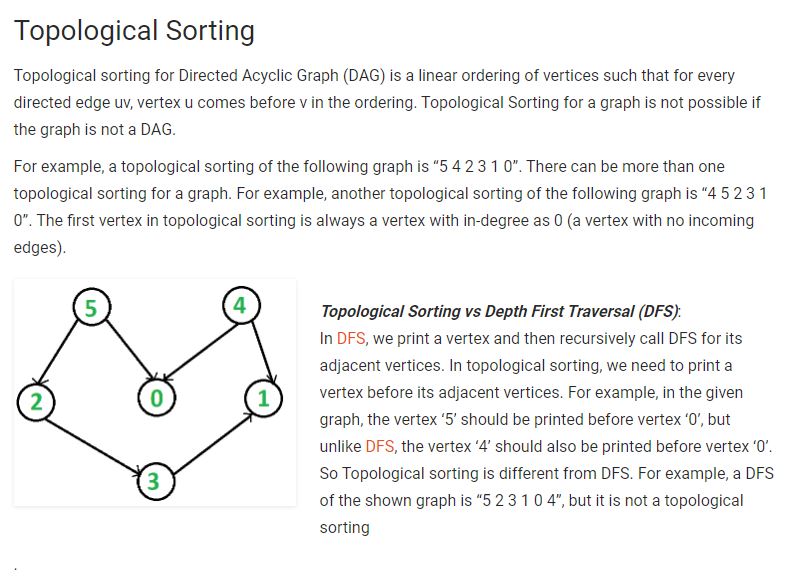 Topological Sorting
Topological sorting for Directed Acyclic Graph (DAG) is a linear ordering of vertices such that for every
directed edge uv, vertex u comes before v in the ordering. Topological Sorting for a graph is not possible if
the graph is not a DAG.
For example, a topological sorting of the following graph is “5 4 2 3 1 0”. There can be more than one
topological sorting for a graph. For example, another topological sorting of the following graph is “4 5 2 3 1
0”. The first vertex in topological sorting is always a vertex with in-degree as 0 (a vertex with no incoming
edges).
5
4
2
0
1
3
Topological Sorting vs Depth First Traversal (DFS):
In DFS, we print a vertex and then recursively call DFS for its
adjacent vertices. In topological sorting, we need to print a
vertex before its adjacent vertices. For example, in the given
graph, the vertex ‘5’ should be printed before vertex ‘0’, but
unlike DFS, the vertex ‘4’ should also be printed before vertex ‘0’.
So Topological sorting is different from DFS. For example, a DFS
of the shown graph is “5 2 3 1 0 4”, but it is not a topological
sorting
.